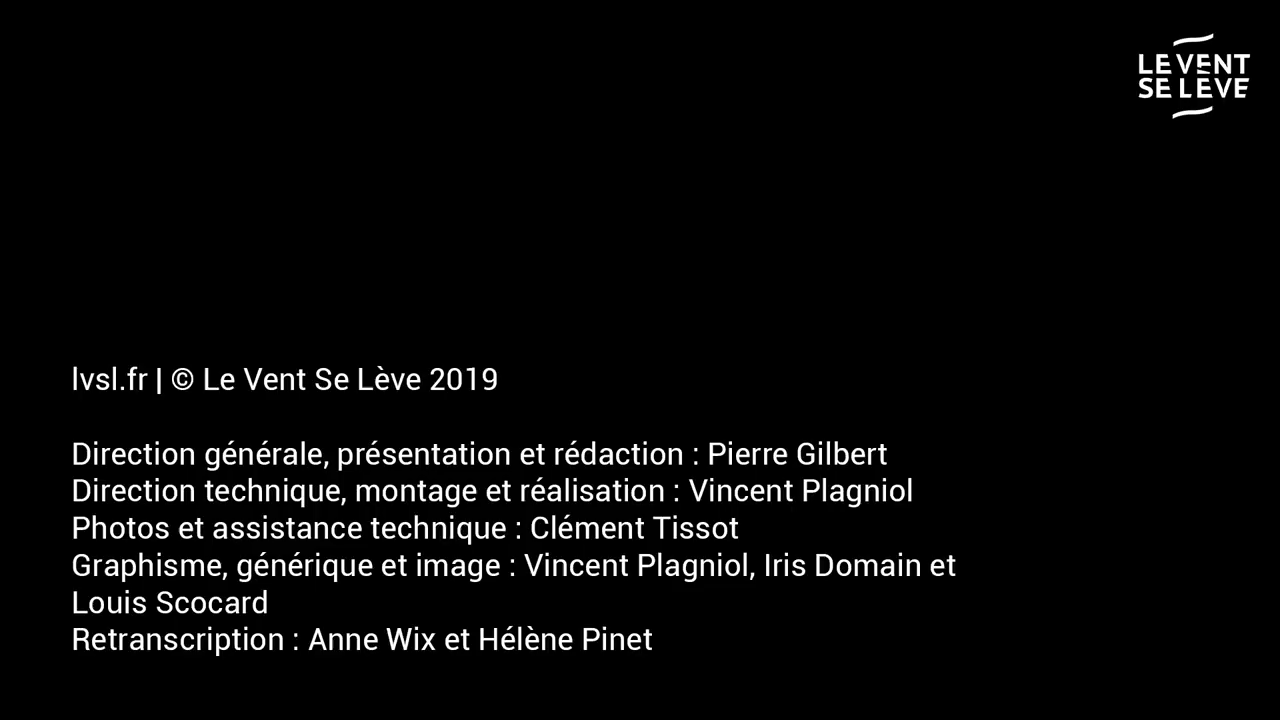 LE VENT
SE LÈVE
lvsl.fr | © Le Vent Se Lève 2019
Direction générale, présentation et rédaction : Pierre Gilbert
Direction technique, montage et réalisation : Vincent Plagniol
Photos et assistance technique : Clément Tissot
Graphisme, générique et image : Vincent Plagniol, Iris Domain et
Louis Scocard
Retranscription : Anne Wix et Hélène Pinet